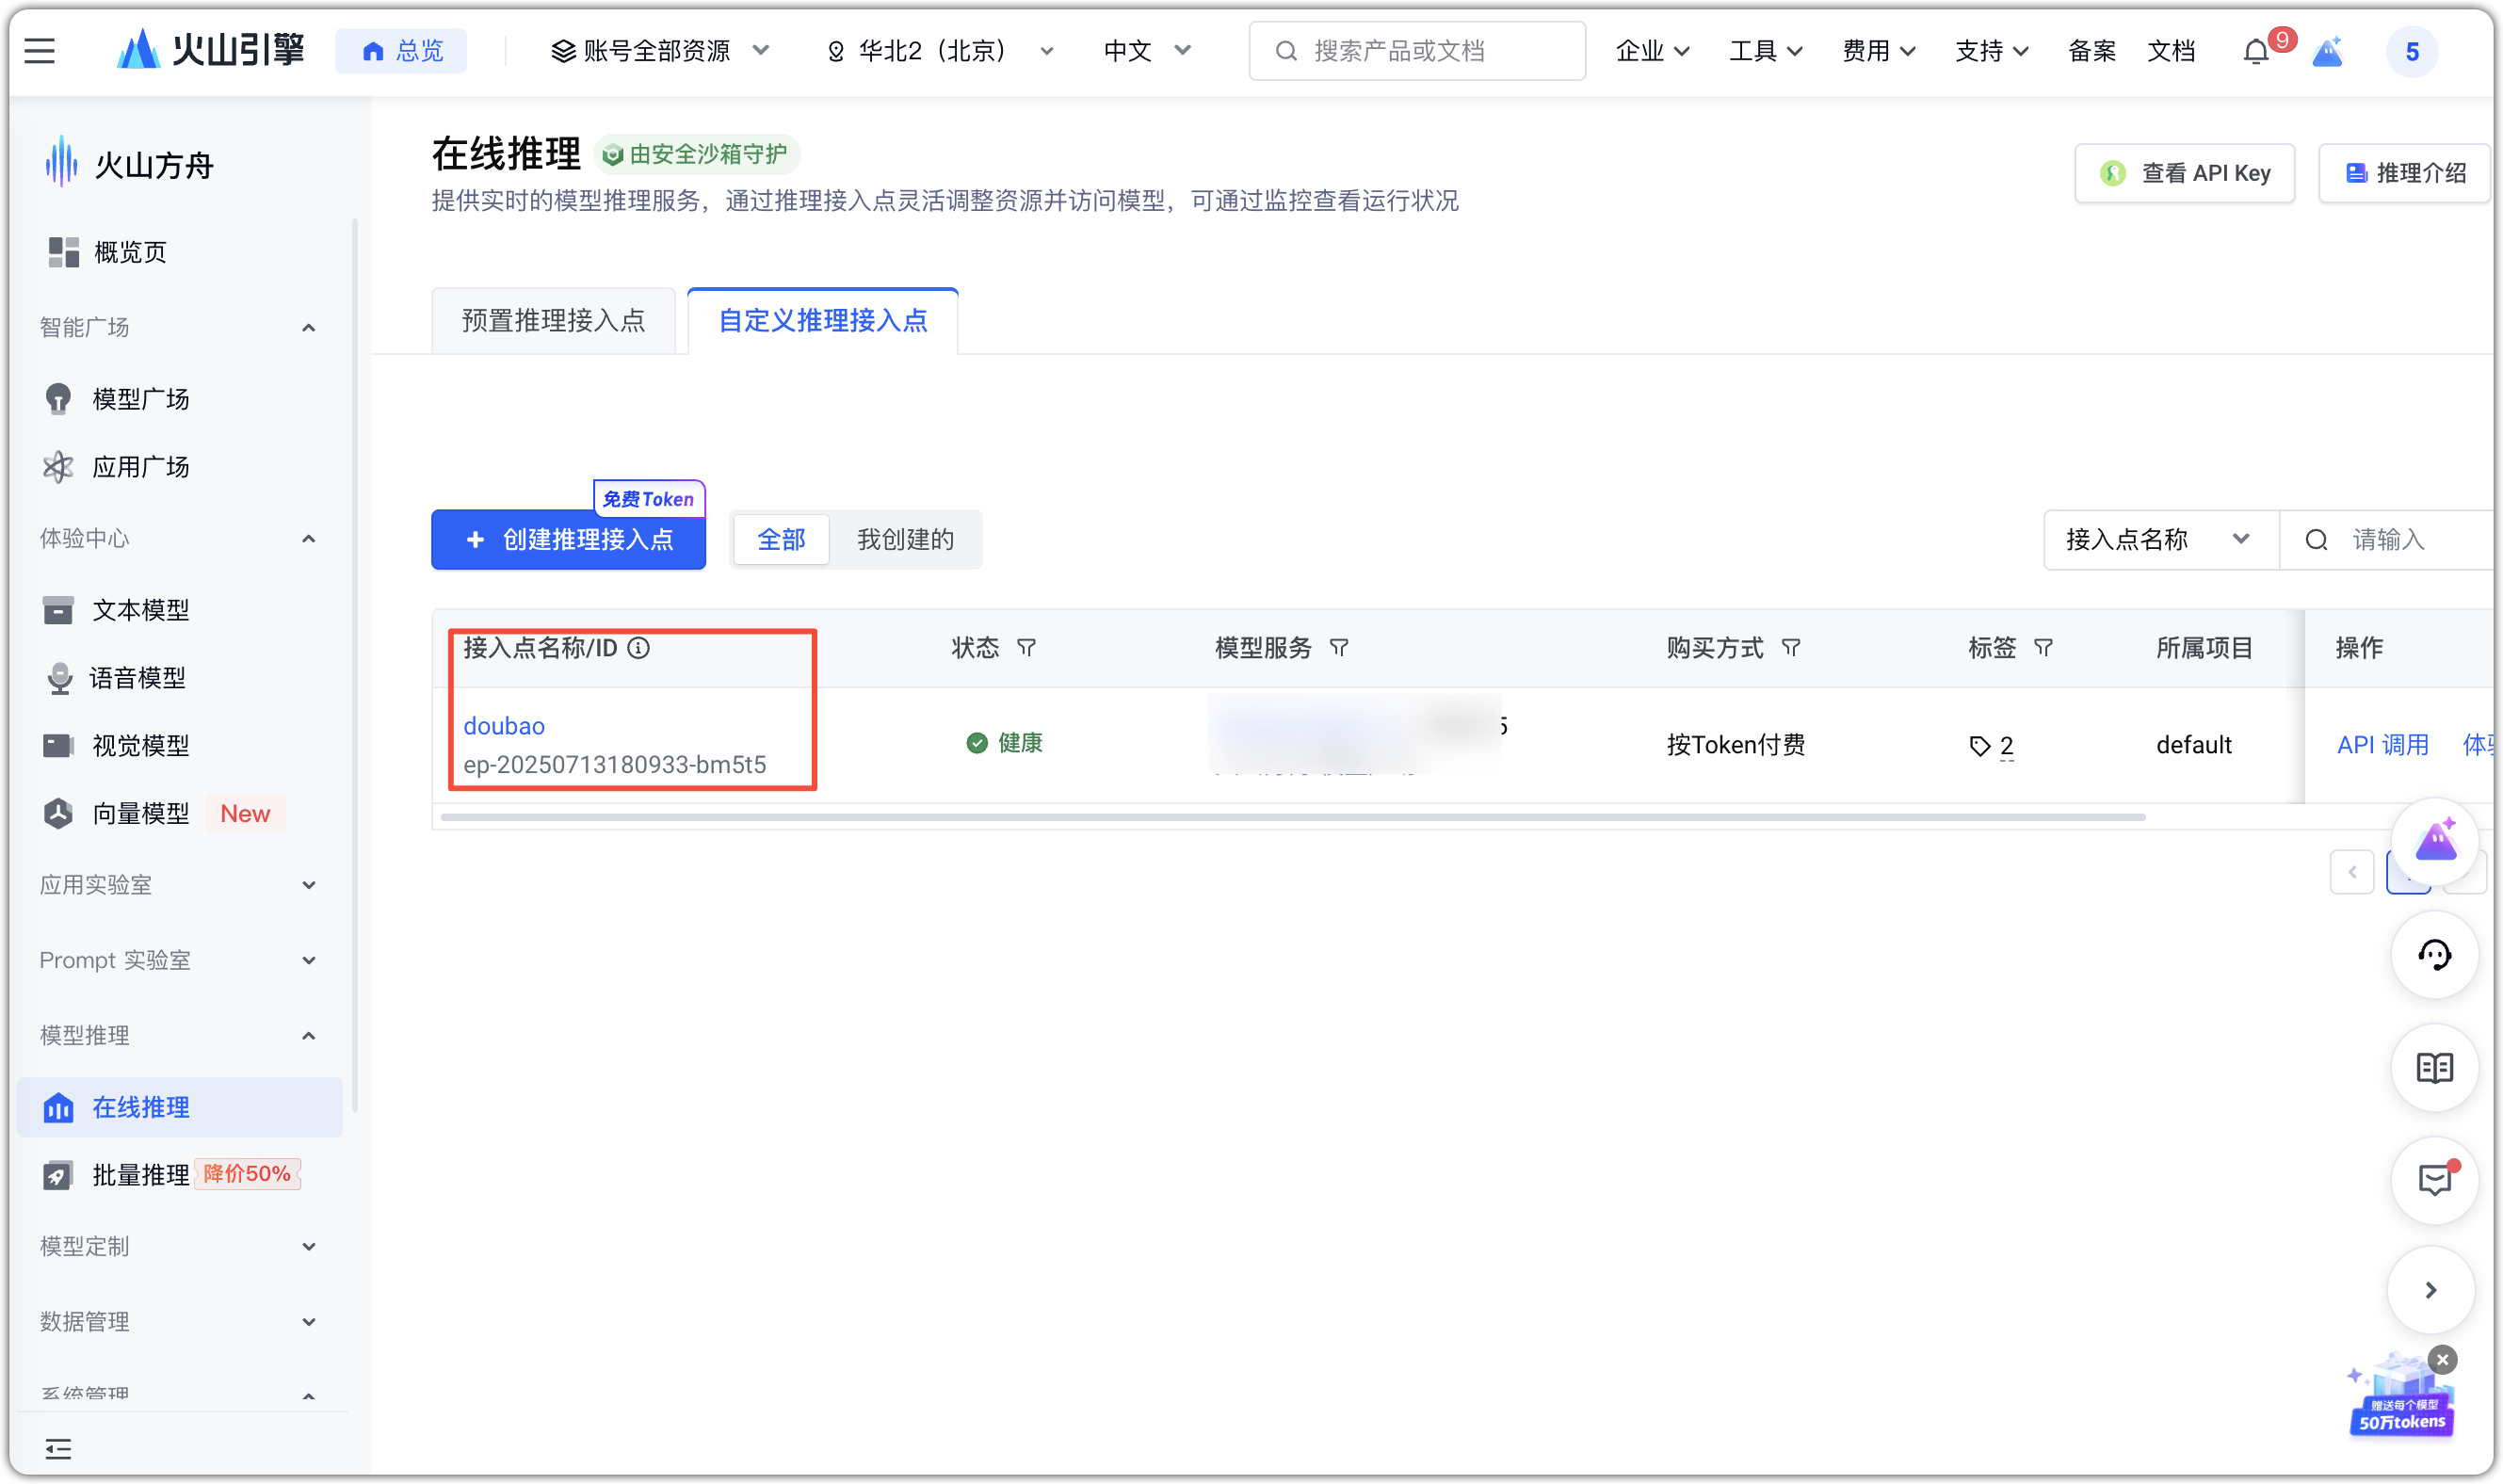 火山引擎
总览
账号全部资源
华北2（北京）
中文
搜索产品或文档
企业
工具
费用
支持
备案
文档
9
5
火山方舟
概览页
智能广场
模型广场
应用广场
体验中心
文本模型
语音模型
视觉模型
向量模型 New
应用实验室
Prompt 实验室
模型推理
在线推理
批量推理 降价50%
模型定制
数据管理
系统管理
在线推理
由安全沙箱守护
提供实时的模型推理服务，通过推理接入点灵活调整资源并访问模型，可通过监控查看运行状况
查看 API Key
推理介绍
预置推理接入点
自定义推理接入点
免费Token
+ 创建推理接入点
全部
我创建的
接入点名称
请输入
接入点名称/ID 状态 模型服务 购买方式 标签 所属项目 操作
doubao
ep-20250713180933-bm5t5
健康
5
按Token付费
2
default
API 调用
赠送每个模型
50万tokens